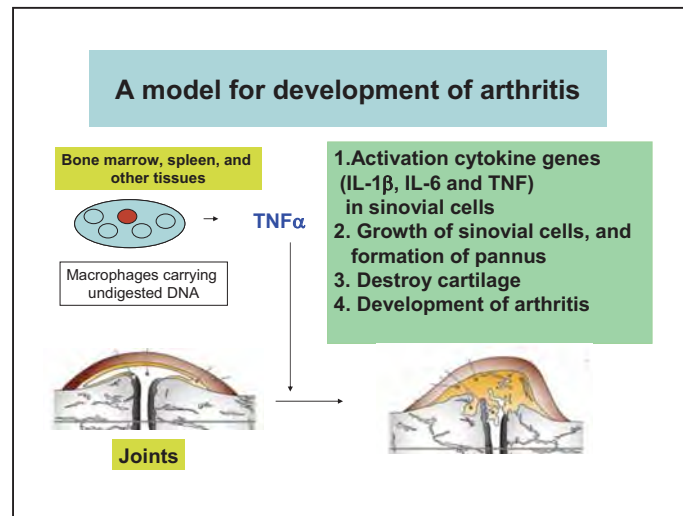 A model for development of arthritis
Bone marrow, spleen, and
other tissues
TNFα
Macrophages carrying
undigested DNA
1.Activation cytokine genes
(IL-1β, IL-6 and TNF)
in sinovial cells
2. Growth of sinovial cells, and
formation of pannus
3. Destroy cartilage
4. Development of arthritis
Joints